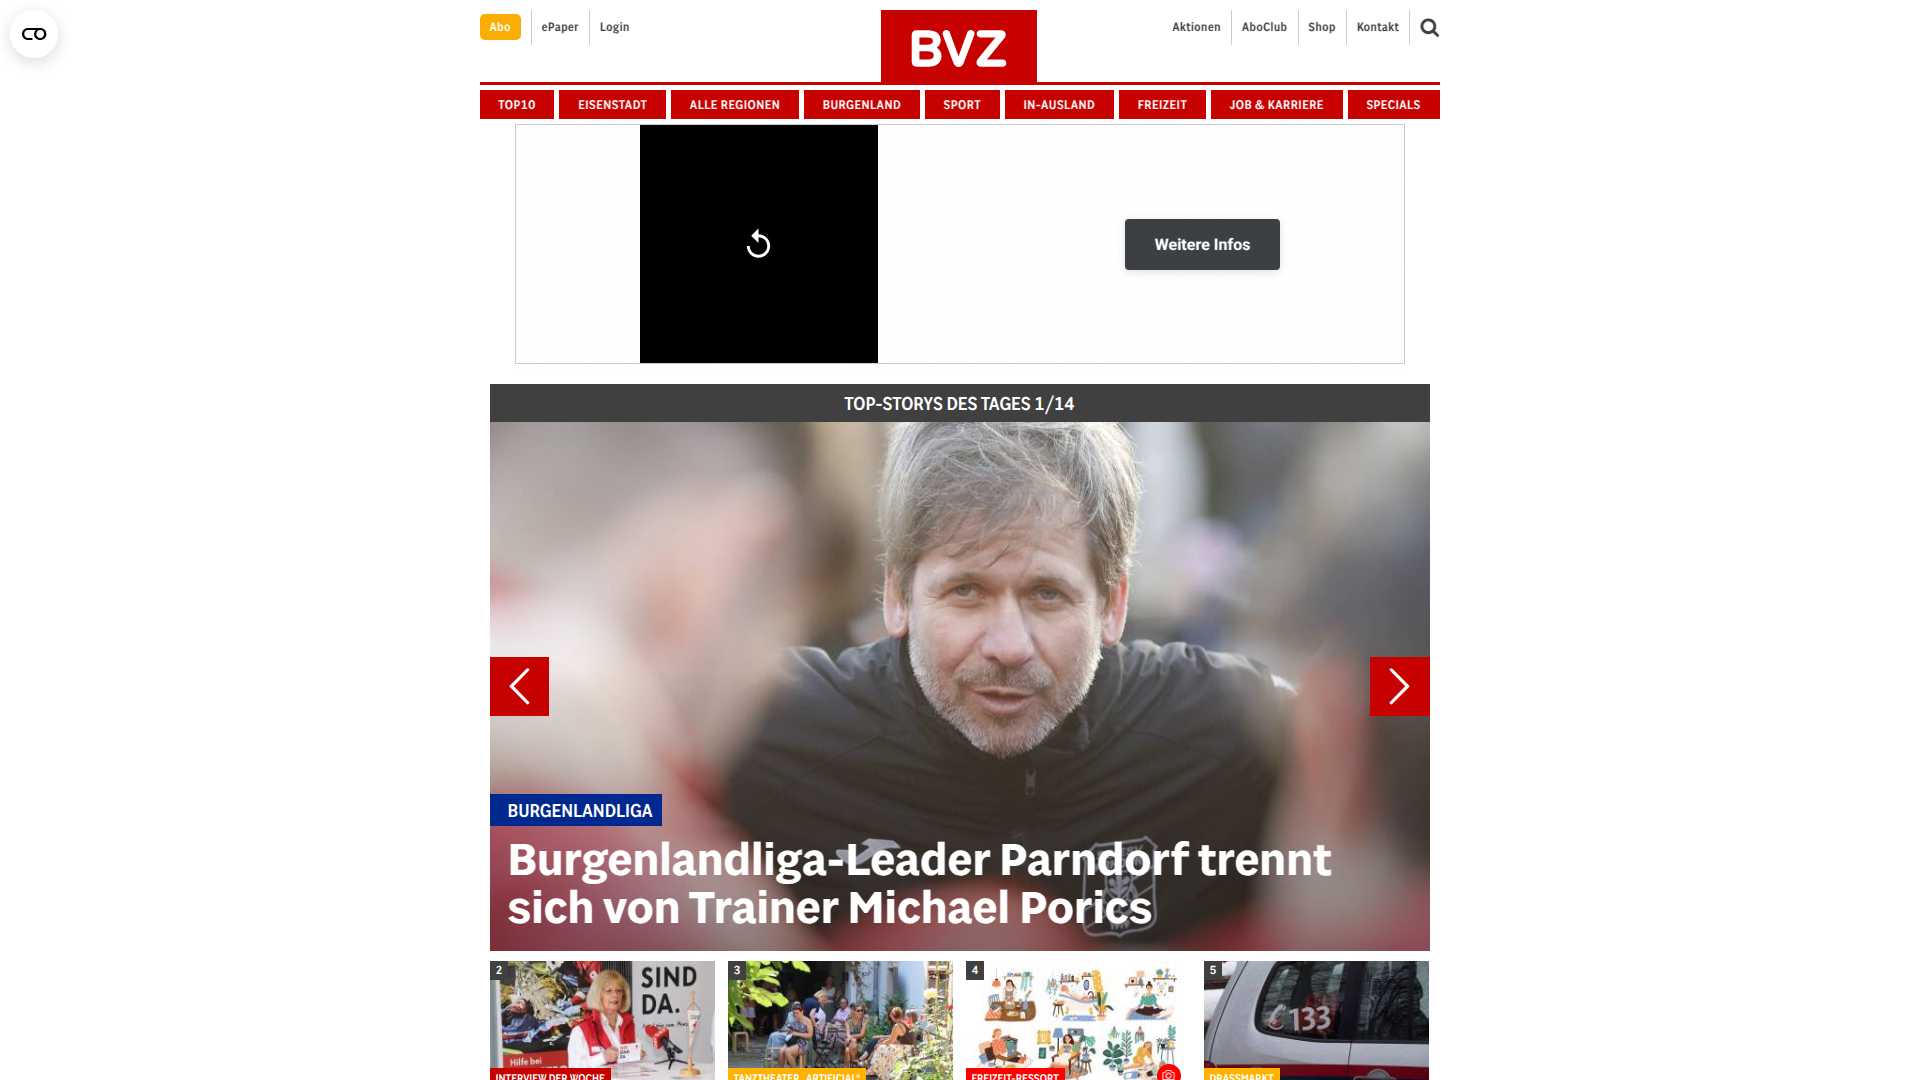 Abo
ePaper
Login
BVZ
Aktionen
AboClub
Shop
Kontakt
TOP10
EISENSTADT
ALLE REGIONEN
BURGENLAND
SPORT
IN-AUSLAND
FREIZEIT
JOB & KARRIERE
SPECIALS
Weitere Infos
TOP-STORYS DES TAGES 1/14
BURGENLANDLIGA
Burgenlandliga-Leader Parndorf trennt
sich von Trainer Michael Porics
2
SIND
DA.
Hilfe bei
INTERVIEW DER WOCHE
3
TANZTHEATER „ARTIFICIAL“
4
FREIZEIT-RESSORT
5
133
DRASSMARKT